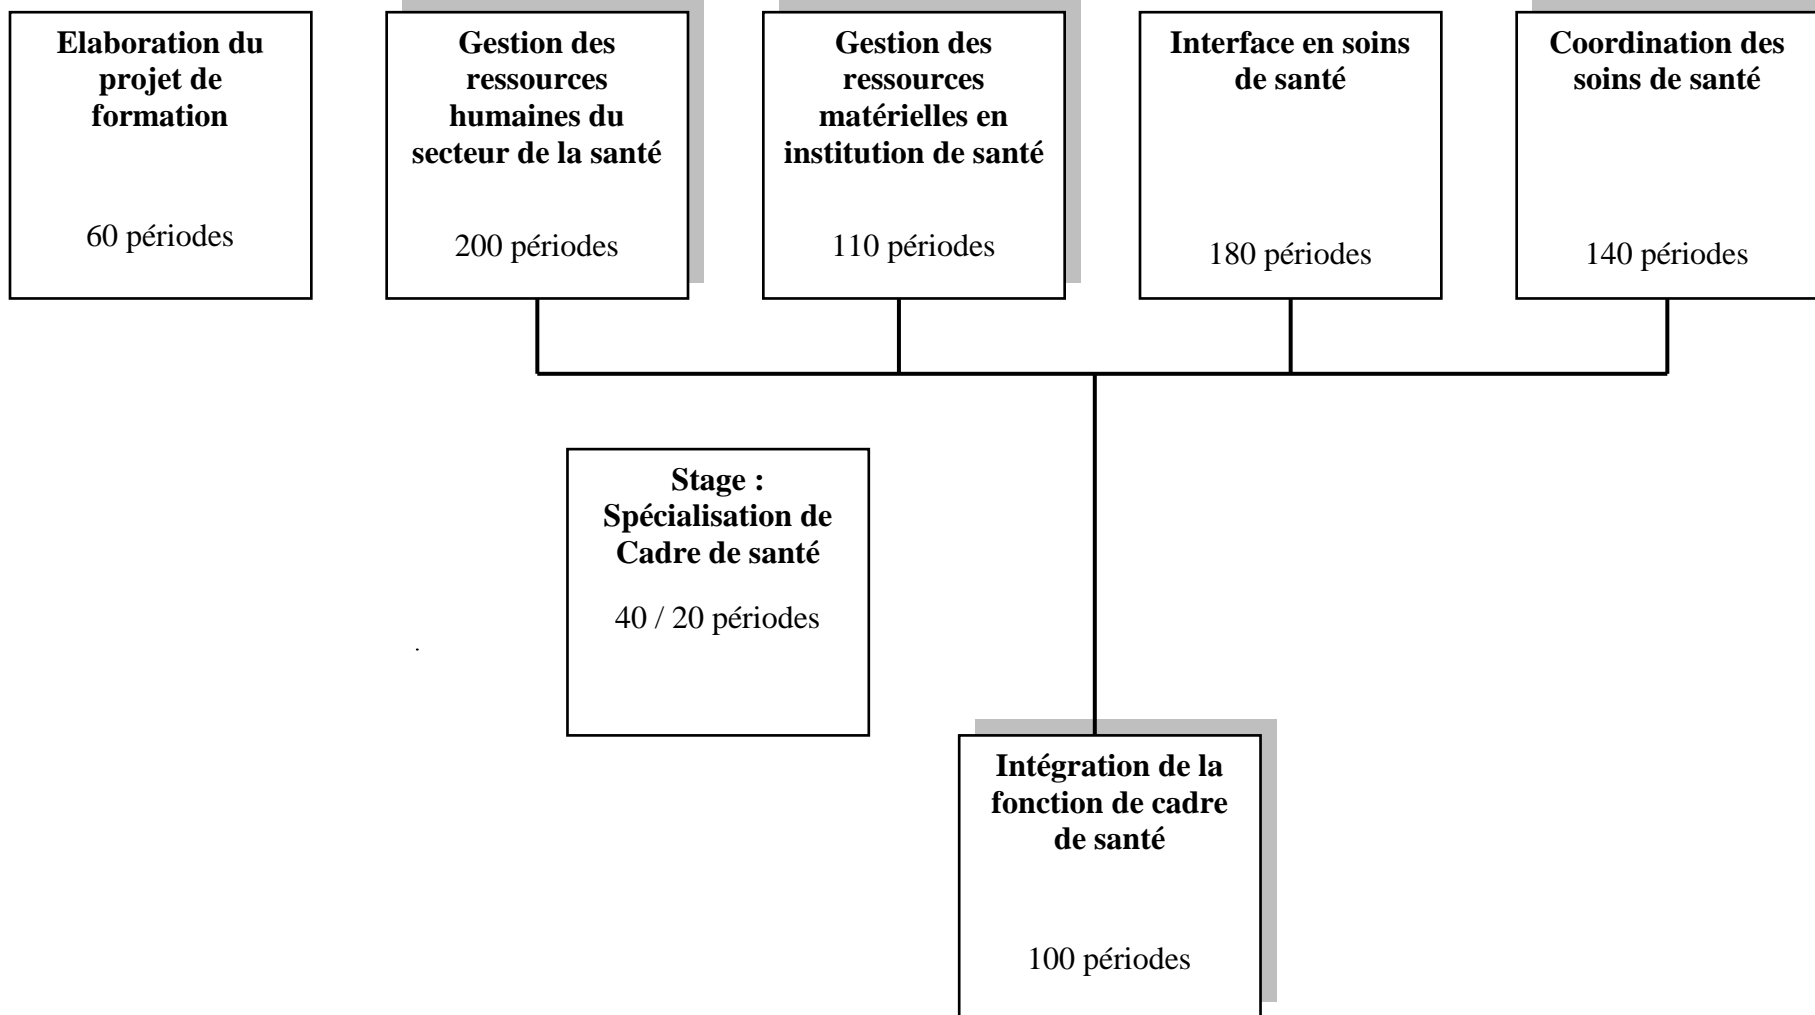 Elaboration du
projet de
formation
60 périodes
Gestion des
ressources
humaines du
secteur de la santé
200 périodes
Gestion des
ressources
matérielles en
institution de santé
110 périodes
Interface en soins
de santé
180 périodes
Coordination des
soins de santé
140 périodes
Stage :
Spécialisation de
Cadre de santé
40 / 20 périodes
.
Intégration de la
fonction de cadre
de santé
100 périodes